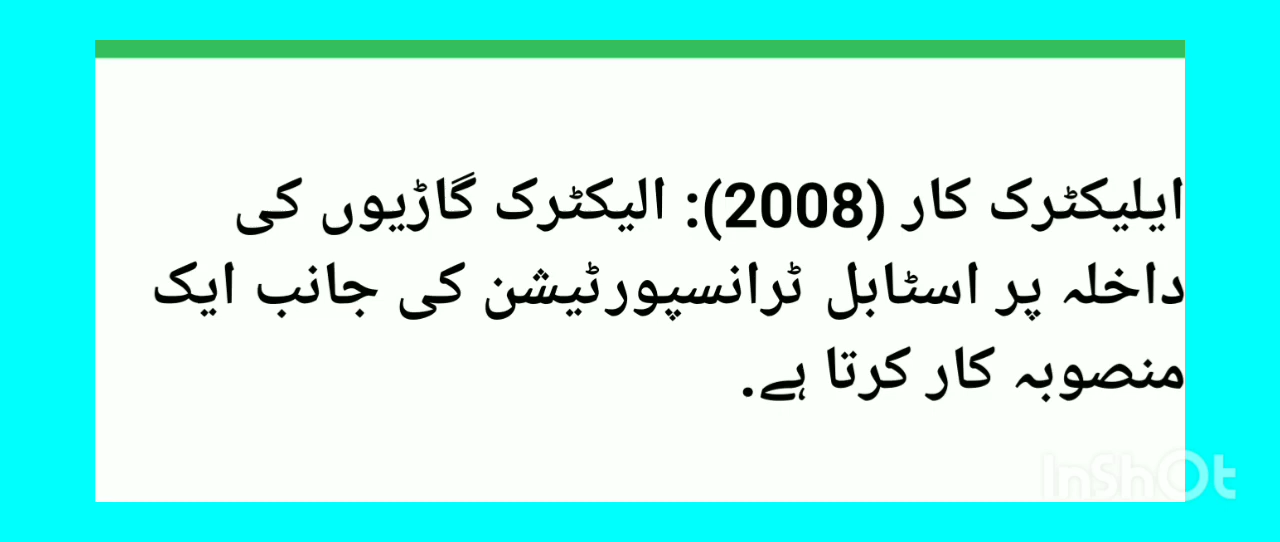 ایلیکٹرک کار (2008): الیکٹرک گاڑیوں کی
داخلہ پر اسٹابل ٹرانسپورٹیشن کی جانب ایک
منصوبہ کار کرتا ہے.
InShOt